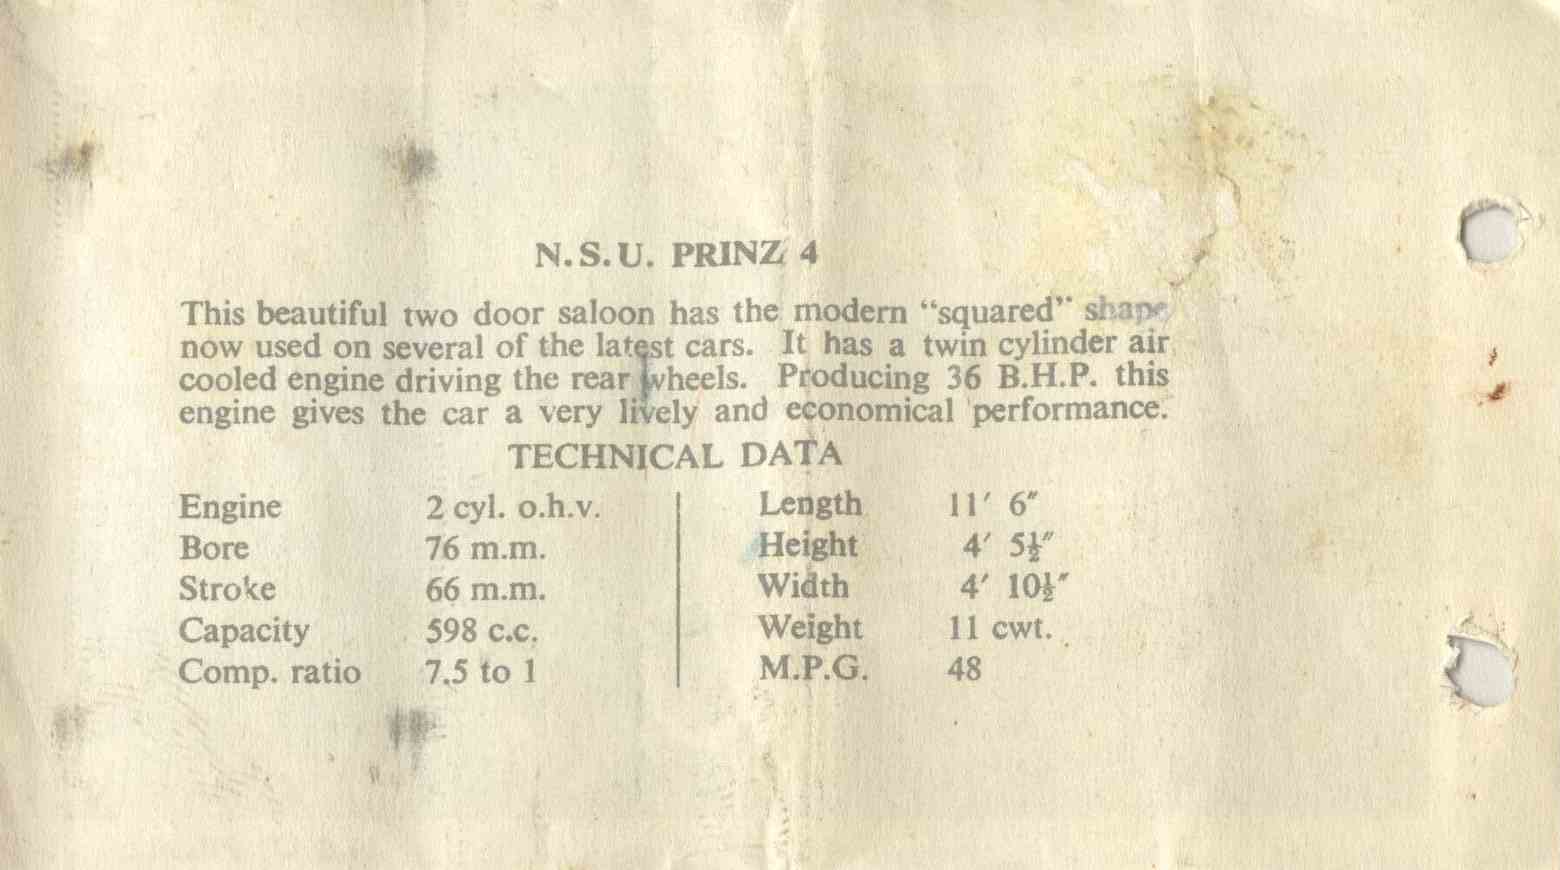 N.S.U. PRINZ 4
This beautiful two door saloon has the modern “squared” shape
now used on several of the latest cars. It has a twin cylinder air
cooled engine driving the rear wheels. Producing 36 B.H.P. this
engine gives the car a very lively and economical performance.
TECHNICAL DATA
Engine 2 cyl. o.h.v.
Bore 76 m.m.
Stroke 66 m.m.
Capacity 598 c.c.
Comp. ratio 7.5 to 1
Length 11′ 6″
Height 4′ 5½″
Width 4′ 10½″
Weight 11 cwt.
M.P.G. 48